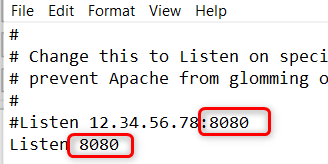 File Edit Format View Help
#
# Change this to Listen on speci
# prevent Apache from glomming o
#
#Listen 12.34.56.78:8080
Listen 8080